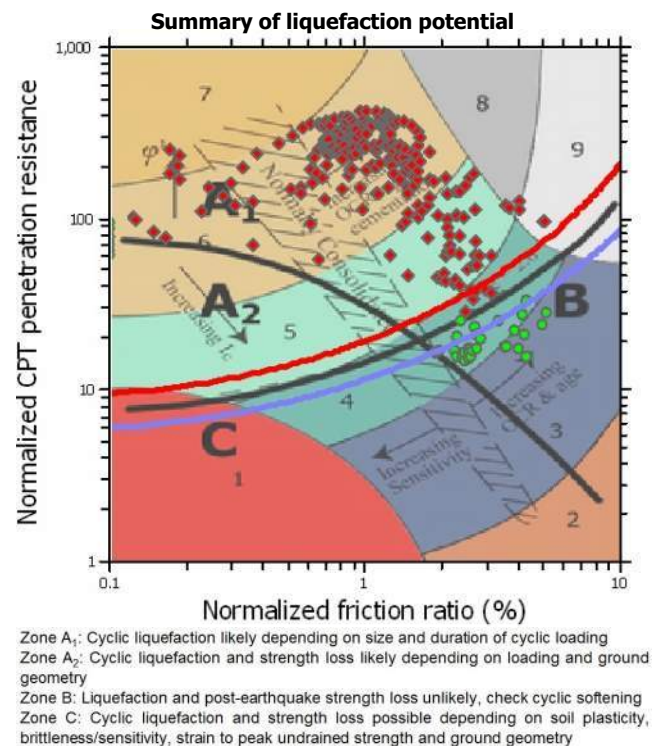 Summary of liquefaction potential
1,000
7
8
9
φ'
A1
Normally Consolidated
cement
100
6
Increasing Ic
A2
5
B
10
4
Increasing
OCR & age
C
Increasing
Sensitivity
3
1
2
1
0.1
1
10
Normalized CPT penetration resistance
Normalized friction ratio (%)
Zone A1: Cyclic liquefaction likely depending on size and duration of cyclic loading
Zone A2: Cyclic liquefaction and strength loss likely depending on loading and ground
geometry
Zone B: Liquefaction and post-earthquake strength loss unlikely, check cyclic softening
Zone C: Cyclic liquefaction and strength loss possible depending on soil plasticity,
brittleness/sensitivity, strain to peak undrained strength and ground geometry